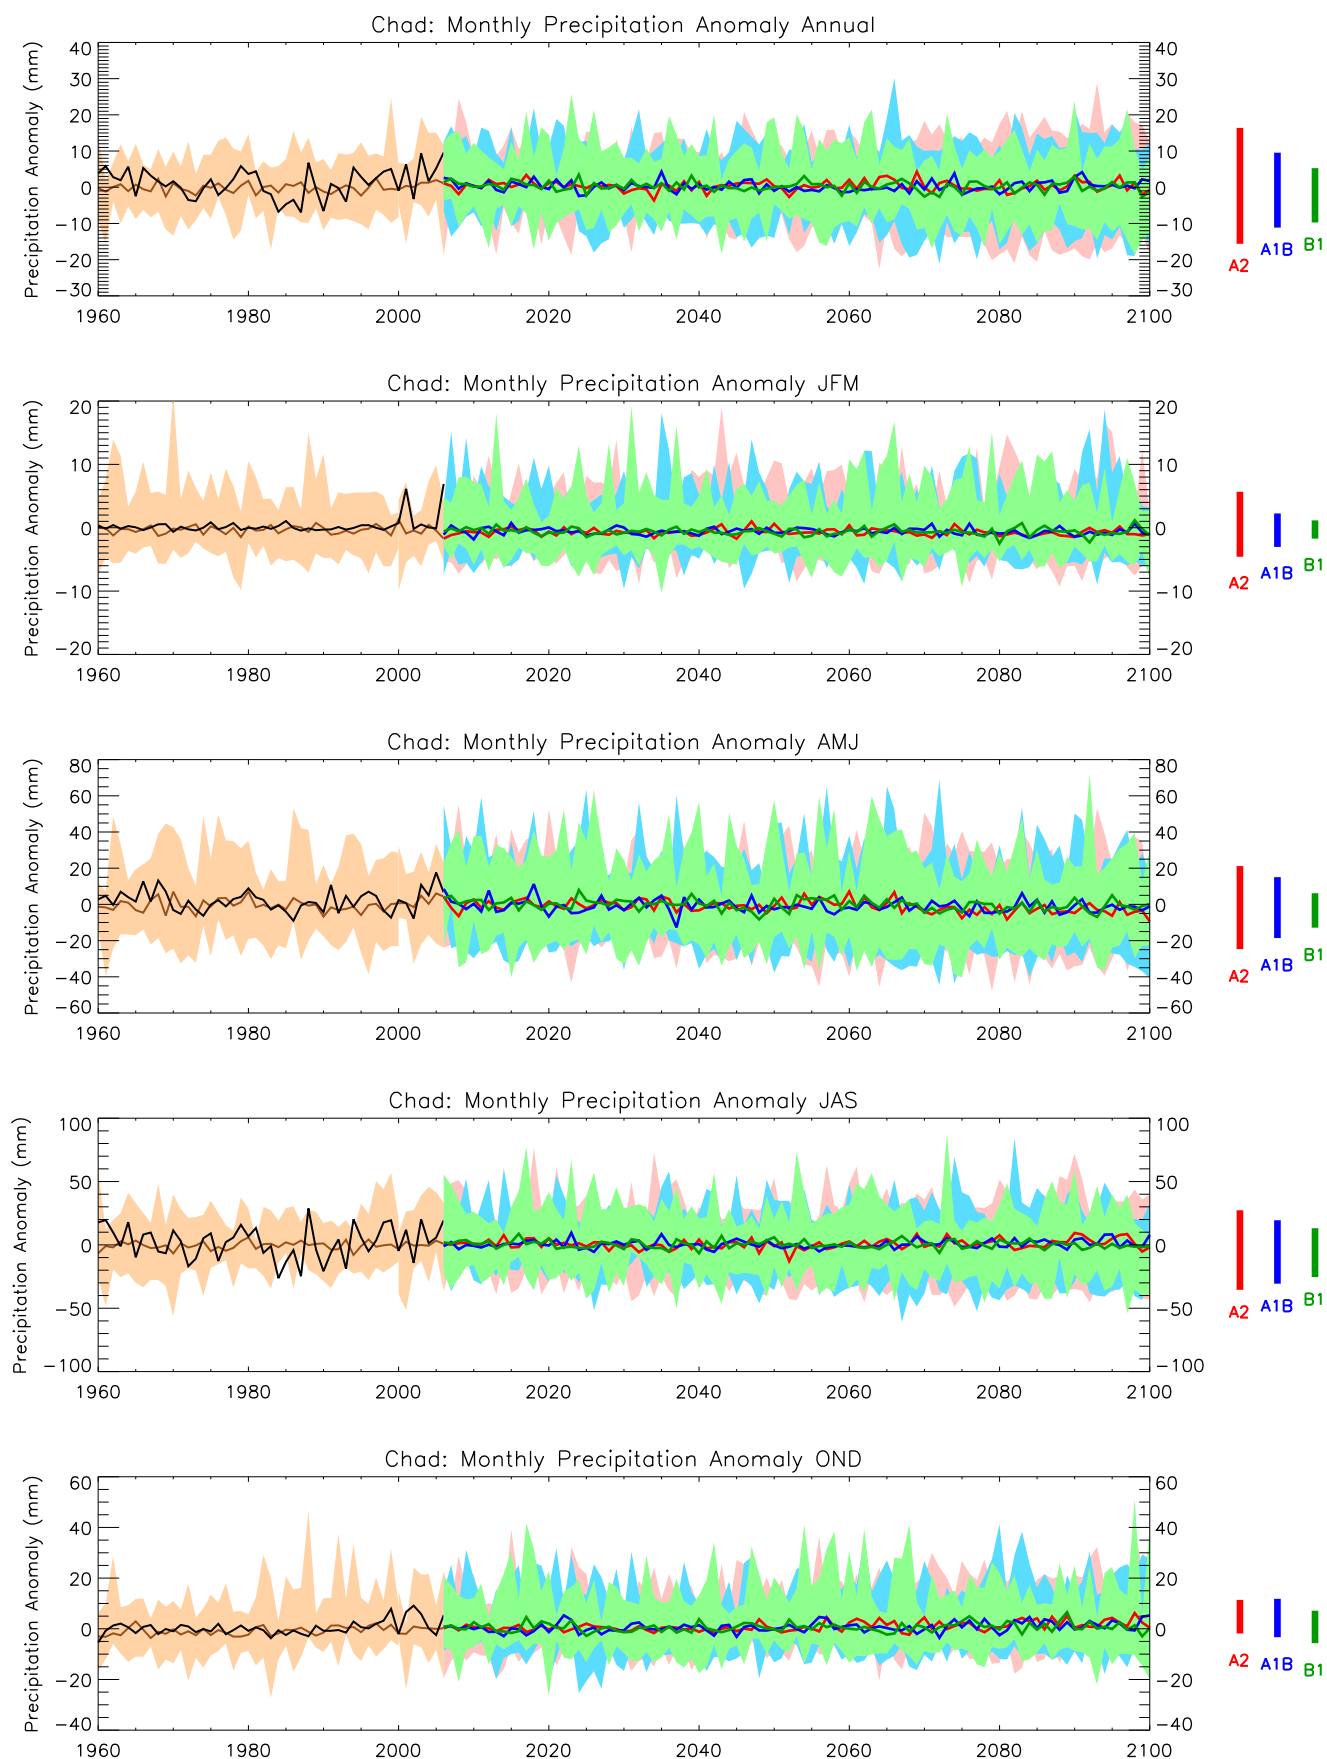 Chad: Monthly Precipitation Anomaly Annual
Precipitation Anomaly (mm)
40 40
30 30
20 20
10 10
0 0
-10 -10
-20 -20
-30 -30
1960 1980 2000 2020 2040 2060 2080 2100
A2 A1B B1
Chad: Monthly Precipitation Anomaly JFM
Precipitation Anomaly (mm)
20 20
10 10
0 0
-10 -10
-20 -20
1960 1980 2000 2020 2040 2060 2080 2100
A2 A1B B1
Chad: Monthly Precipitation Anomaly AMJ
Precipitation Anomaly (mm)
80 80
60 60
40 40
20 20
0 0
-20 -20
-40 -40
-60 -60
1960 1980 2000 2020 2040 2060 2080 2100
A2 A1B B1
Chad: Monthly Precipitation Anomaly JAS
Precipitation Anomaly (mm)
100 100
50 50
0 0
-50 -50
-100 -100
1960 1980 2000 2020 2040 2060 2080 2100
A2 A1B B1
Chad: Monthly Precipitation Anomaly OND
Precipitation Anomaly (mm)
60 60
40 40
20 20
0 0
-20 -20
-40 -40
1960 1980 2000 2020 2040 2060 2080 2100
A2 A1B B1